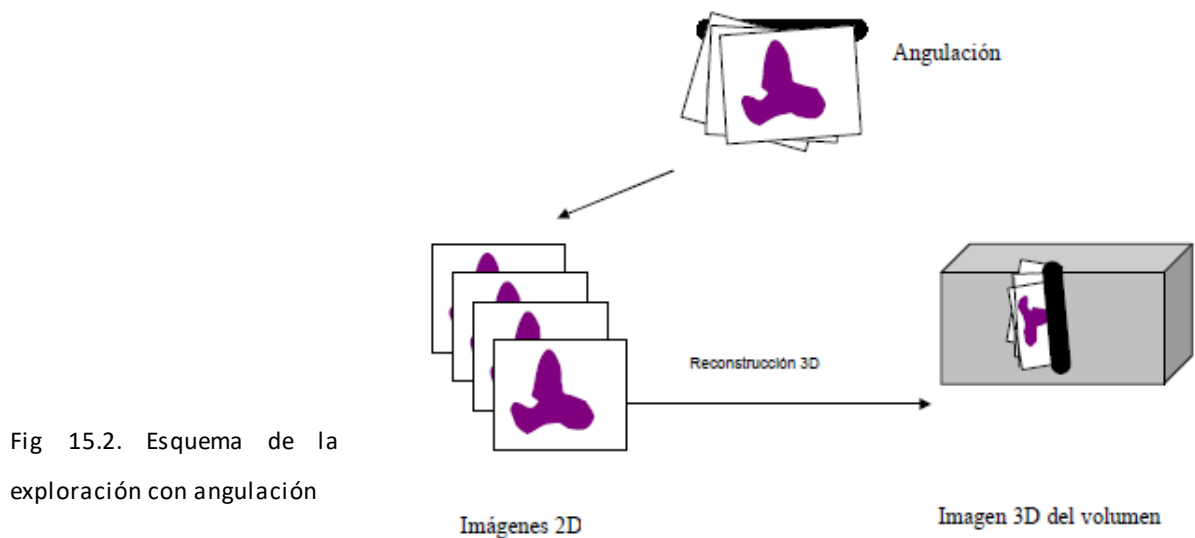 Angulación
Reconstrucción 3D
Fig 15.2. Esquema de la
exploración con angulación
Imágenes 2D
Imagen 3D del volumen